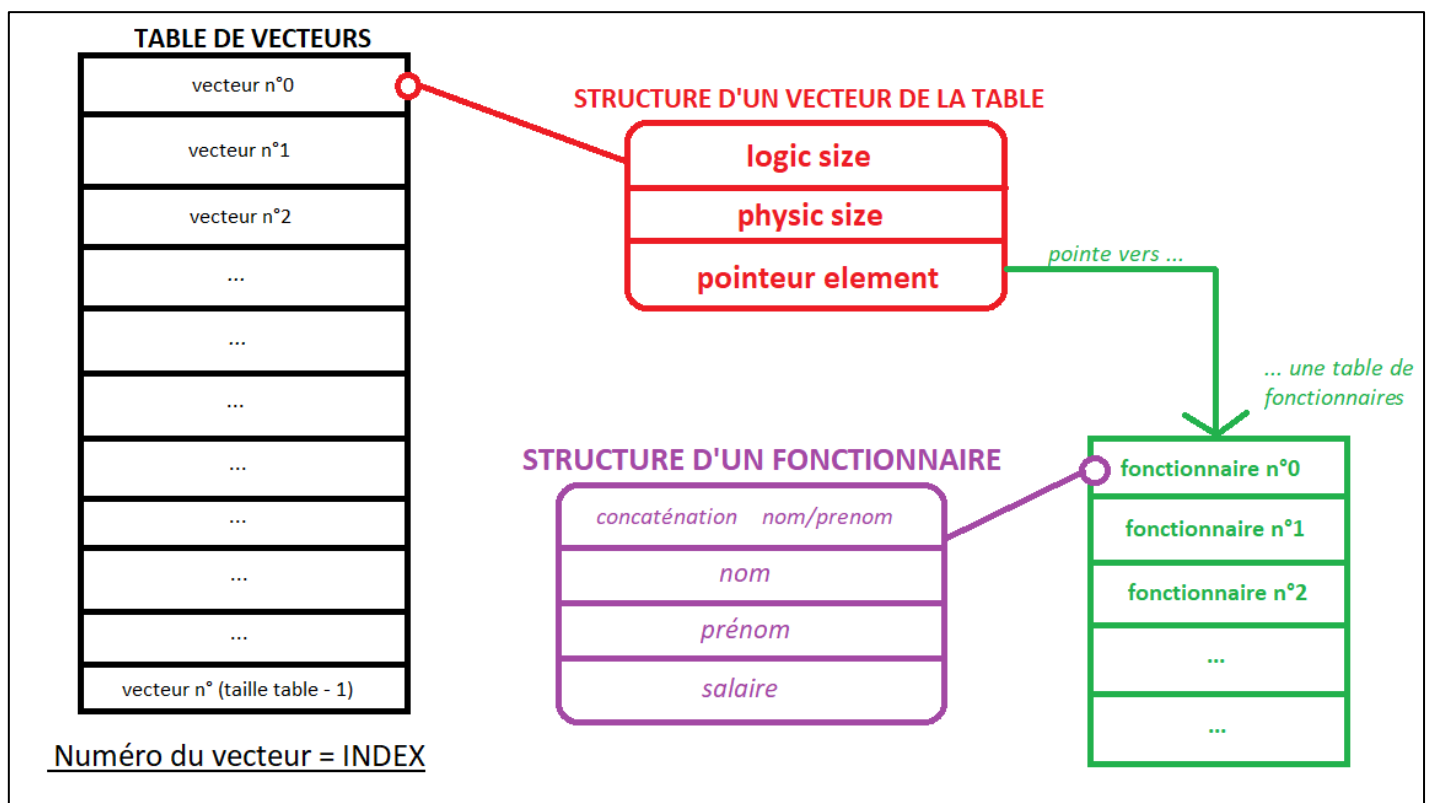 TABLE DE VECTEURS
vecteur n°0
vecteur n°1
vecteur n°2
...
...
...
...
...
...
...
vecteur n° (taille table - 1)
Numéro du vecteur = INDEX
STRUCTURE D'UN VECTEUR DE LA TABLE
logic size
physic size
pointeur element
pointe vers ...
... une table de
fonctionnaires
STRUCTURE D'UN FONCTIONNAIRE
concaténation nom/prenom
nom
prénom
salaire
fonctionnaire n°0
fonctionnaire n°1
fonctionnaire n°2
...
...